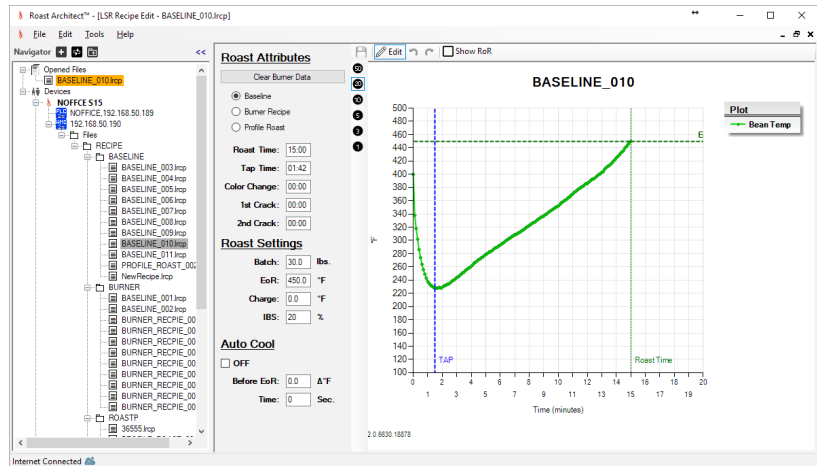 Roast Architect™ - [LSR Recipe Edit - BASELINE_010.lrcp]
File Edit Tools Help
Navigator <<
Opened Files
BASELINE_010.lrcp
Devices
NOFFCE S15
NOFFICE,192.168.50.189
192.168.50.190
Files
RECIPE
BASELINE
BASELINE_003.lrcp
BASELINE_004.lrcp
BASELINE_005.lrcp
BASELINE_006.lrcp
BASELINE_007.lrcp
BASELINE_008.lrcp
BASELINE_009.lrcp
BASELINE_010.lrcp
BASELINE_011.lrcp
PROFILE_ROAST_002
NewRecipe.lrcp
BURNER
BASELINE_001.lrcp
BASELINE_002.lrcp
BURNER_RECPIE_00
BURNER_RECPIE_00
BURNER_RECPIE_00
BURNER_RECPIE_00
BURNER_RECPIE_00
BURNER_RECPIE_00
BURNER_RECPIE_00
ROASTP
36555.lrcp
Internet Connected
Roast Attributes
Clear Burner Data
Baseline
Burner Recipe
Profile Roast
Roast Time: 15:00
Tap Time: 01:42
Color Change: 00:00
1st Crack: 00:00
2nd Crack: 00:00
Roast Settings
Batch: 30.0 lbs.
EoR: 450.0 °F
Charge: 0.0 °F
IBS: 20 %
Auto Cool
OFF
Before EoR: 0.0 Δ°F
Time: 0 Sec.
50
20
10
5
3
1
Edit Show RoR
BASELINE_010
500
480
460
440
420
400
380
360
340
320
300
280
260
240
220
200
180
160
140
120
100
°F
E
TAP
Roast Time
0 2 4 6 8 10 12 14 16 18 20
1 3 5 7 9 11 13 15 17 19
Time (minutes)
Plot
Bean Temp
2.0.6630.18878